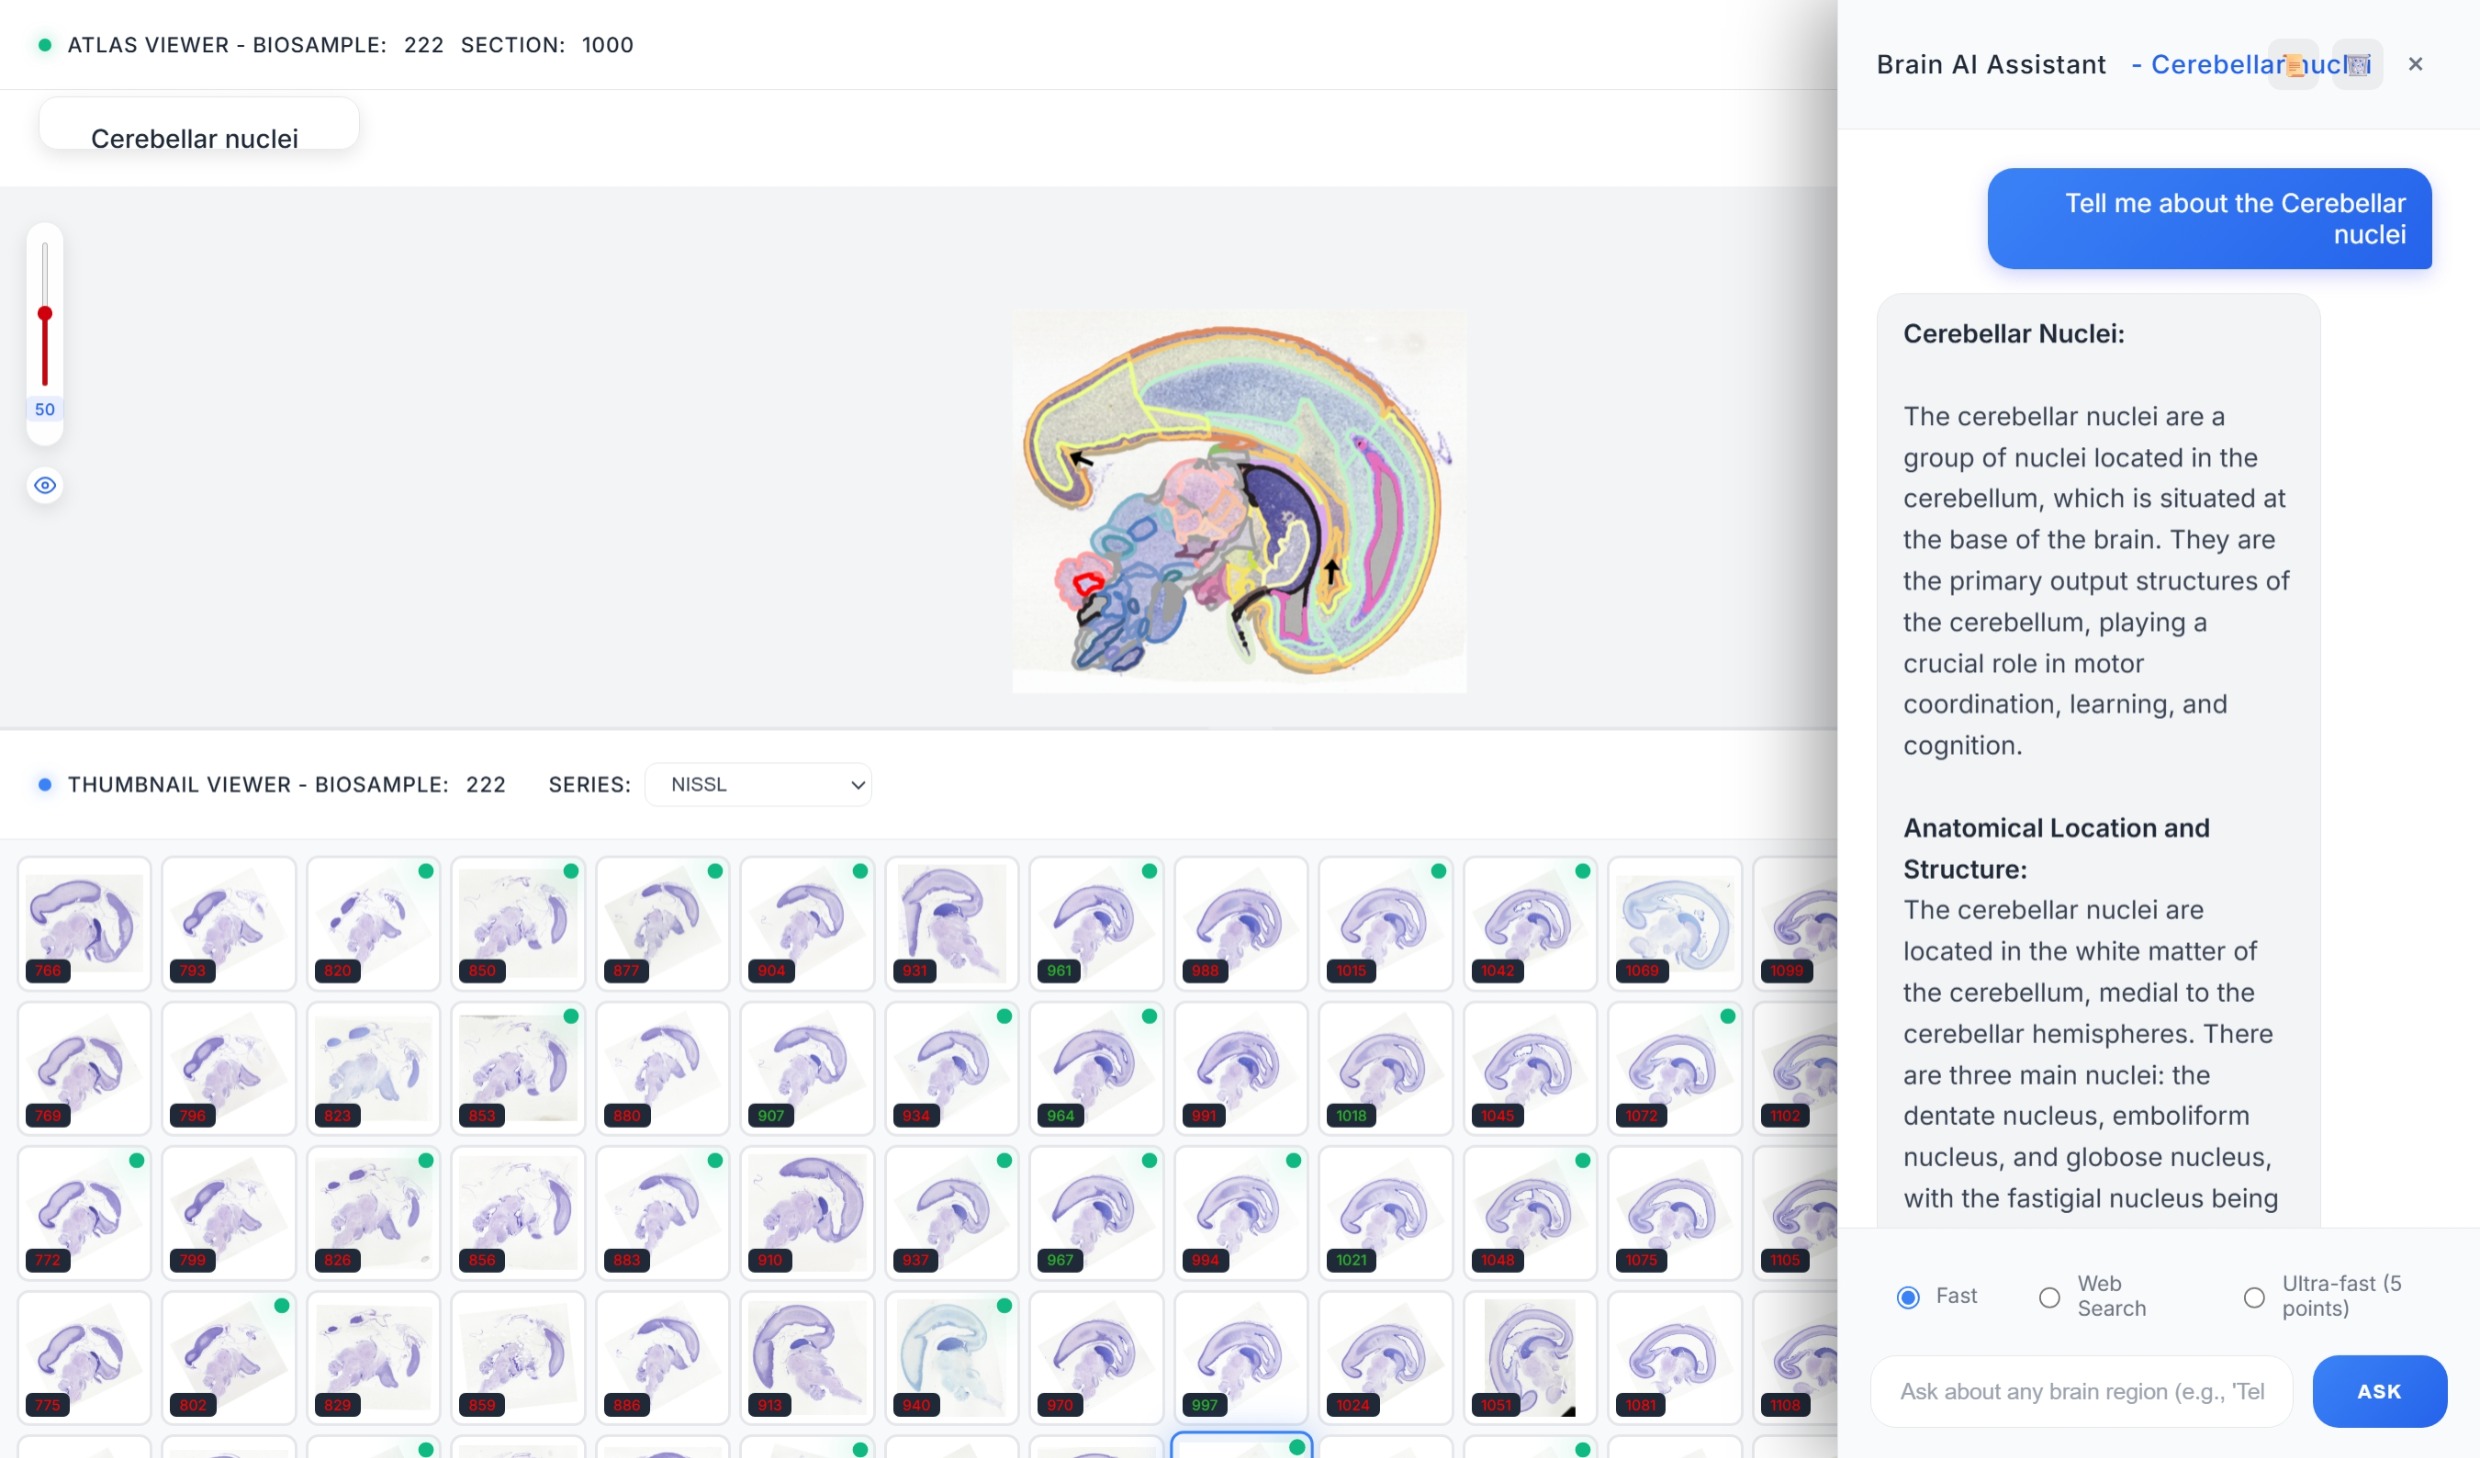 ATLAS VIEWER - BIOSAMPLE: 222 SECTION: 1000
Cerebellar nuclei
50
THUMBNAIL VIEWER - BIOSAMPLE: 222 SERIES: NISSL
766 793 820 850 877 904 931 961 988 1015 1042 1069 1099
769 796 823 853 880 907 934 964 991 1018 1045 1072 1102
772 799 826 856 883 910 937 967 994 1021 1048 1075 1105
775 802 829 859 886 913 940 970 997 1024 1051 1081 1108
Brain AI Assistant - Cerebellar nuclei ×
Tell me about the Cerebellar
nuclei
Cerebellar Nuclei:
The cerebellar nuclei are a
group of nuclei located in the
cerebellum, which is situated at
the base of the brain. They are
the primary output structures of
the cerebellum, playing a
crucial role in motor
coordination, learning, and
cognition.
Anatomical Location and
Structure:
The cerebellar nuclei are
located in the white matter of
the cerebellum, medial to the
cerebellar hemispheres. There
are three main nuclei: the
dentate nucleus, emboliform
nucleus, and globose nucleus,
with the fastigial nucleus being
Fast
Web
Search
Ultra-fast (5
points)
Ask about any brain region (e.g., 'Tel
ASK